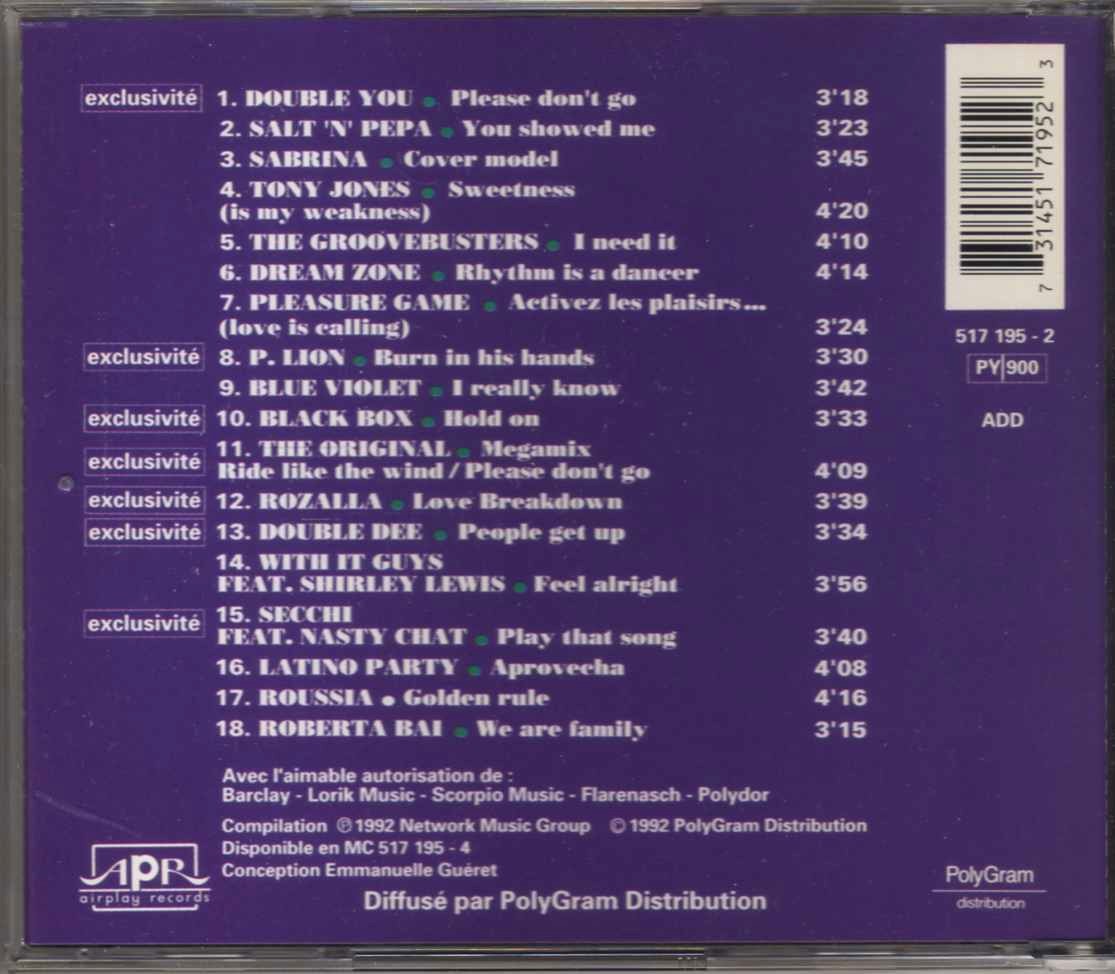 exclusivité 1. DOUBLE YOU • Please don't go 3'18
2. SALT 'N' PEPA • You showed me 3'23
3. SABRINA • Cover model 3'45
4. TONY JONES • Sweetness
(is my weakness) 4'20
5. THE GROOVEBUSTERS • I need it 4'10
6. DREAM ZONE • Rhythm is a dancer 4'14
7. PLEASURE GAME • Activez les plaisirs...
(love is calling) 3'24
exclusivité 8. P. LION • Burn in his hands 3'30
9. BLUE VIOLET • I really know 3'42
exclusivité 10. BLACK BOX • Hold on 3'33
exclusivité 11. THE ORIGINAL • Megamix
Ride like the wind / Please don't go 4'09
exclusivité 12. ROZALLA • Love Breakdown 3'39
exclusivité 13. DOUBLE DEE • People get up 3'34
14. WITH IT GUYS
FEAT. SHIRLEY LEWIS • Feel alright 3'56
exclusivité 15. SECCHI
FEAT. NASTY CHAT • Play that song 3'40
16. LATINO PARTY • Aprovecha 4'08
17. ROUSSIA • Golden rule 4'16
18. ROBERTA BAI • We are family 3'15
7 31451 71952 3
517 195 - 2
PY 900
ADD
Avec l'aimable autorisation de :
Barclay - Lorik Music - Scorpio Music - Flarenasch - Polydor
Compilation ℗ 1992 Network Music Group © 1992 PolyGram Distribution
Disponible en MC 517 195 - 4
Conception Emmanuelle Guéret
Diffusé par PolyGram Distribution
APR
airplay records
PolyGram
distribution